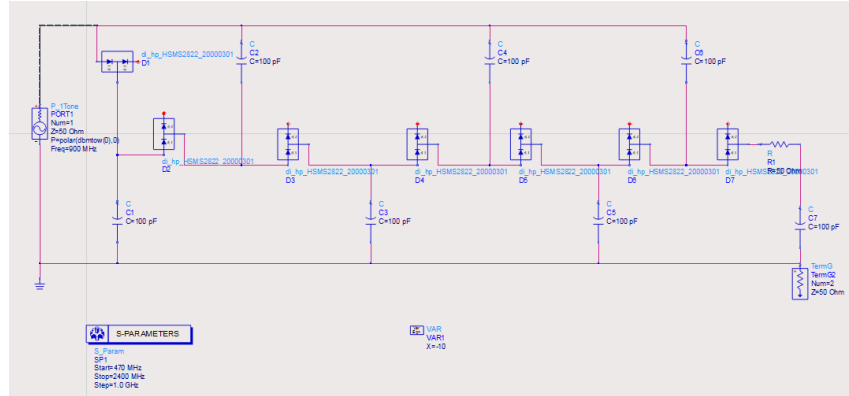 di_hp_HSMS2822_20000301
D1
C
C2
C=100 pF
C
C4
C=100 pF
C
C6
C=100 pF
P_1Tone
PORT1
Num=1
Z=50 Ohm
P=polar(dbmtow(0),0)
Freq=900 MHz
di_hp_HSMS2822_20000301
D2
di_hp_HSMS2822_20000301
D3
di_hp_HSMS2822_20000301
D4
di_hp_HSMS2822_20000301
D5
di_hp_HSMS2822_20000301
D6
di_hp_HSMS2822_20000301
D7
R
R1
R=50 Ohm
C
C1
C=100 pF
C
C3
C=100 pF
C
C5
C=100 pF
C
C7
C=100 pF
TermG
TermG2
Num=2
Z=50 Ohm
S-PARAMETERS
S_Param
SP1
Start=470 MHz
Stop=2400 MHz
Step=1.0 GHz
VAR
VAR1
X=-10